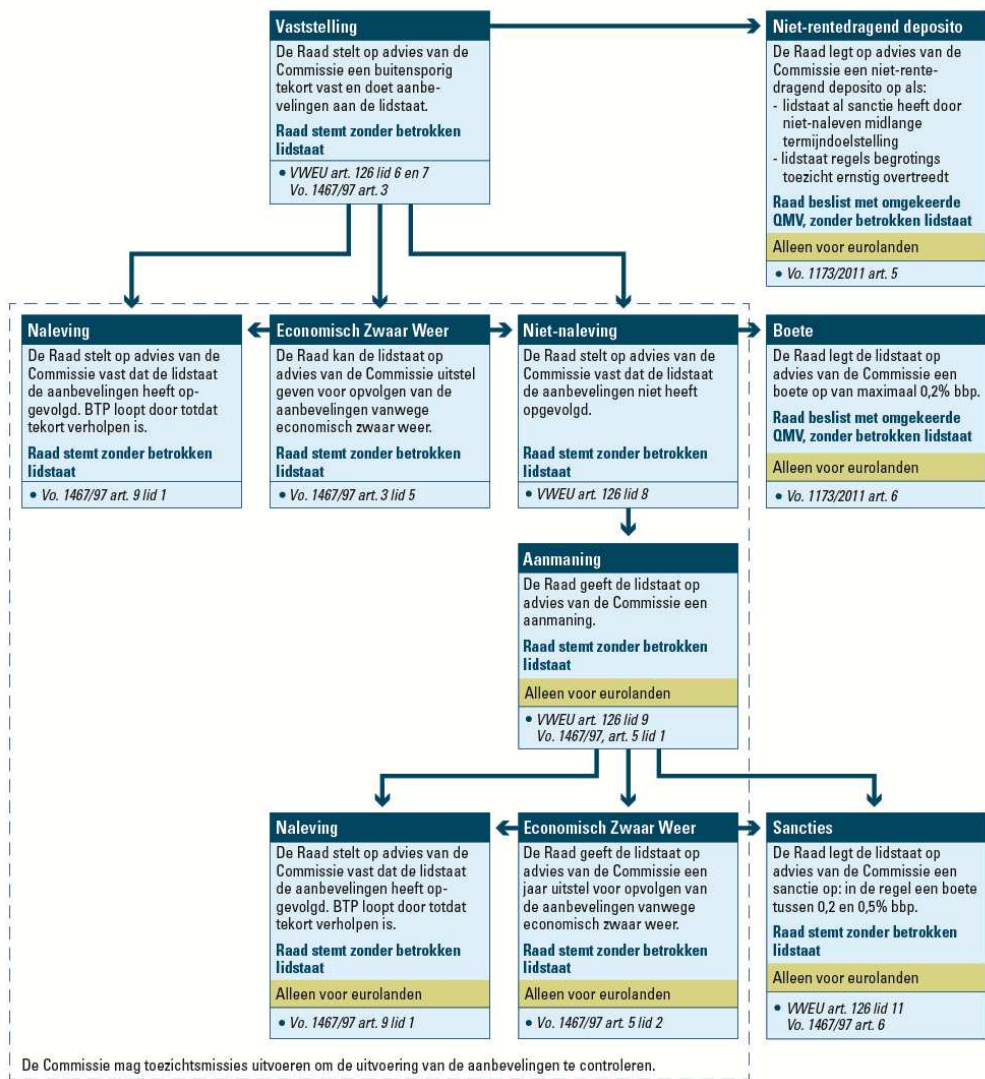 Vaststelling
De Raad stelt op advies van de
Commissie een buitensporig
tekort vast en doet aanbe-
velingen aan de lidstaat.
Raad stemt zonder betrokken
lidstaat
• VWEU art. 126 lid 6 en 7
Vo. 1467/97 art. 3
Niet-rentedragend deposito
De Raad legt op advies van de
Commissie een niet-rente-
dragend deposito op als:
- lidstaat al sanctie heeft door
niet-naleven midlange
termijndoelstelling
- lidstaat regels begrotings
toezicht ernstig overtreedt
Raad beslist met omgekeerde
QMV, zonder betrokken lidstaat
Alleen voor eurolanden
• Vo. 1173/2011 art. 5
Naleving
De Raad stelt op advies van de
Commissie vast dat de lidstaat
de aanbevelingen heeft op-
gevolgd. BTP loopt door totdat
tekort verholpen is.
Raad stemt zonder betrokken
lidstaat
• Vo. 1467/97 art. 9 lid 1
Economisch Zwaar Weer
De Raad kan de lidstaat op
advies van de Commissie uitstel
geven voor opvolgen van de
aanbevelingen vanwege
economisch zwaar weer.
Raad stemt zonder betrokken
lidstaat
• Vo. 1467/97 art. 3 lid 5
Niet-naleving
De Raad stelt op advies van de
Commissie vast dat de lidstaat
de aanbevelingen niet heeft
opgevolgd.
Raad stemt zonder betrokken
lidstaat
• VWEU art. 126 lid 8
Boete
De Raad legt de lidstaat op
advies van de Commissie een
boete op van maximaal 0,2% bbp.
Raad beslist met omgekeerde
QMV, zonder betrokken lidstaat
Alleen voor eurolanden
• Vo. 1173/2011 art. 6
Aanmaning
De Raad geeft de lidstaat op
advies van de Commissie een
aanmaning.
Raad stemt zonder betrokken
lidstaat
Alleen voor eurolanden
• VWEU art. 126 lid 9
Vo. 1467/97, art. 5 lid 1
Naleving
De Raad stelt op advies van de
Commissie vast dat de lidstaat
de aanbevelingen heeft op-
gevolgd. BTP loopt door totdat
tekort verholpen is.
Raad stemt zonder betrokken
lidstaat
Alleen voor eurolanden
• Vo. 1467/97 art. 9 lid 1
Economisch Zwaar Weer
De Raad geeft de lidstaat op
advies van de Commissie een
jaar uitstel voor opvolgen van
de aanbevelingen vanwege
economisch zwaar weer.
Raad stemt zonder betrokken
lidstaat
Alleen voor eurolanden
• Vo. 1467/97 art. 5 lid 2
Sancties
De Raad legt de lidstaat op
advies van de Commissie een
sanctie op: in de regel een boete
tussen 0,2 en 0,5% bbp.
Raad stemt zonder betrokken
lidstaat
Alleen voor eurolanden
• VWEU art. 126 lid 11
Vo. 1467/97 art. 6
De Commissie mag toezichtsmissies uitvoeren om de uitvoering van de aanbevelingen te controleren.